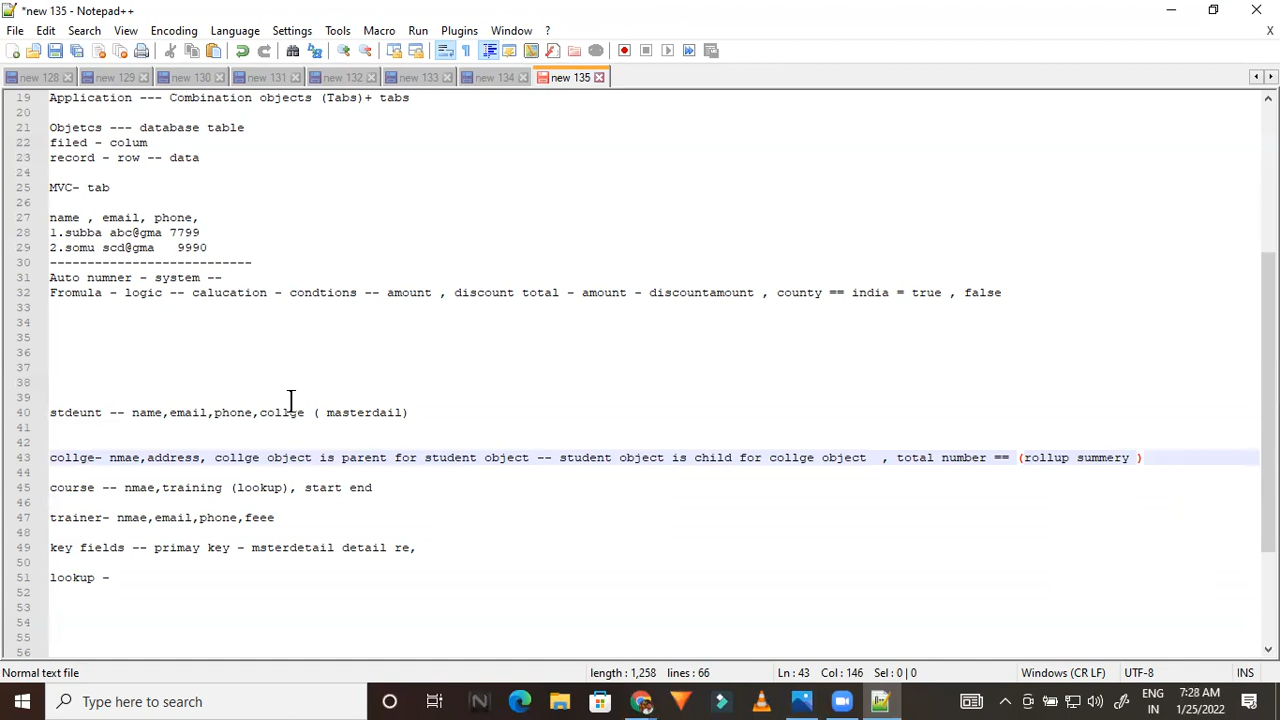 *new 135 - Notepad++
File Edit Search View Encoding Language Settings Tools Macro Run Plugins Window ? X
new 128 new 129 new 130 new 131 new 132 new 133 new 134 new 135
19 Application --- Combination objects (Tabs)+ tabs
20
21 Objetcs --- database table
22 filed - colum
23 record - row -- data
24
25 MVC- tab
26
27 name , email, phone,
28 1.subba abc@gma 7799
29 2.somu scd@gma 9990
30 ---------------------------
31 Auto numner - system --
32 Fromula - logic -- calucation - condtions -- amount , discount total - amount - discountamount , county == india = true , false
33
34
35
36
37
38
39
40 stdeunt -- name,email,phone,collge ( masterdail)
41
42
43 collge- nmae,address, collge object is parent for student object -- student object is child for collge object , total number == (rollup summery )
44
45 course -- nmae,training (lookup), start end
46
47 trainer- nmae,email,phone,feee
48
49 key fields -- primay key - msterdetail detail re,
50
51 lookup -
52
53
54
55
56
Normal text file length : 1,258 lines : 66 Ln : 43 Col : 146 Sel : 0 | 0 Windows (CR LF) UTF-8 INS
Type here to search
ENG 7:28 AM
IN 1/25/2022